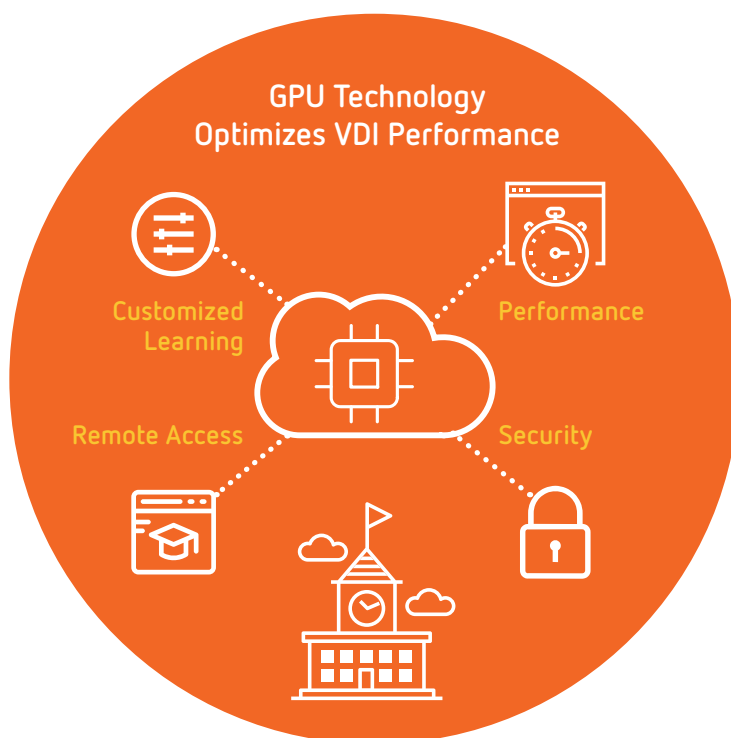 GPU Technology
Optimizes VDI Performance
Customized
Learning
Performance
Remote Access
Security